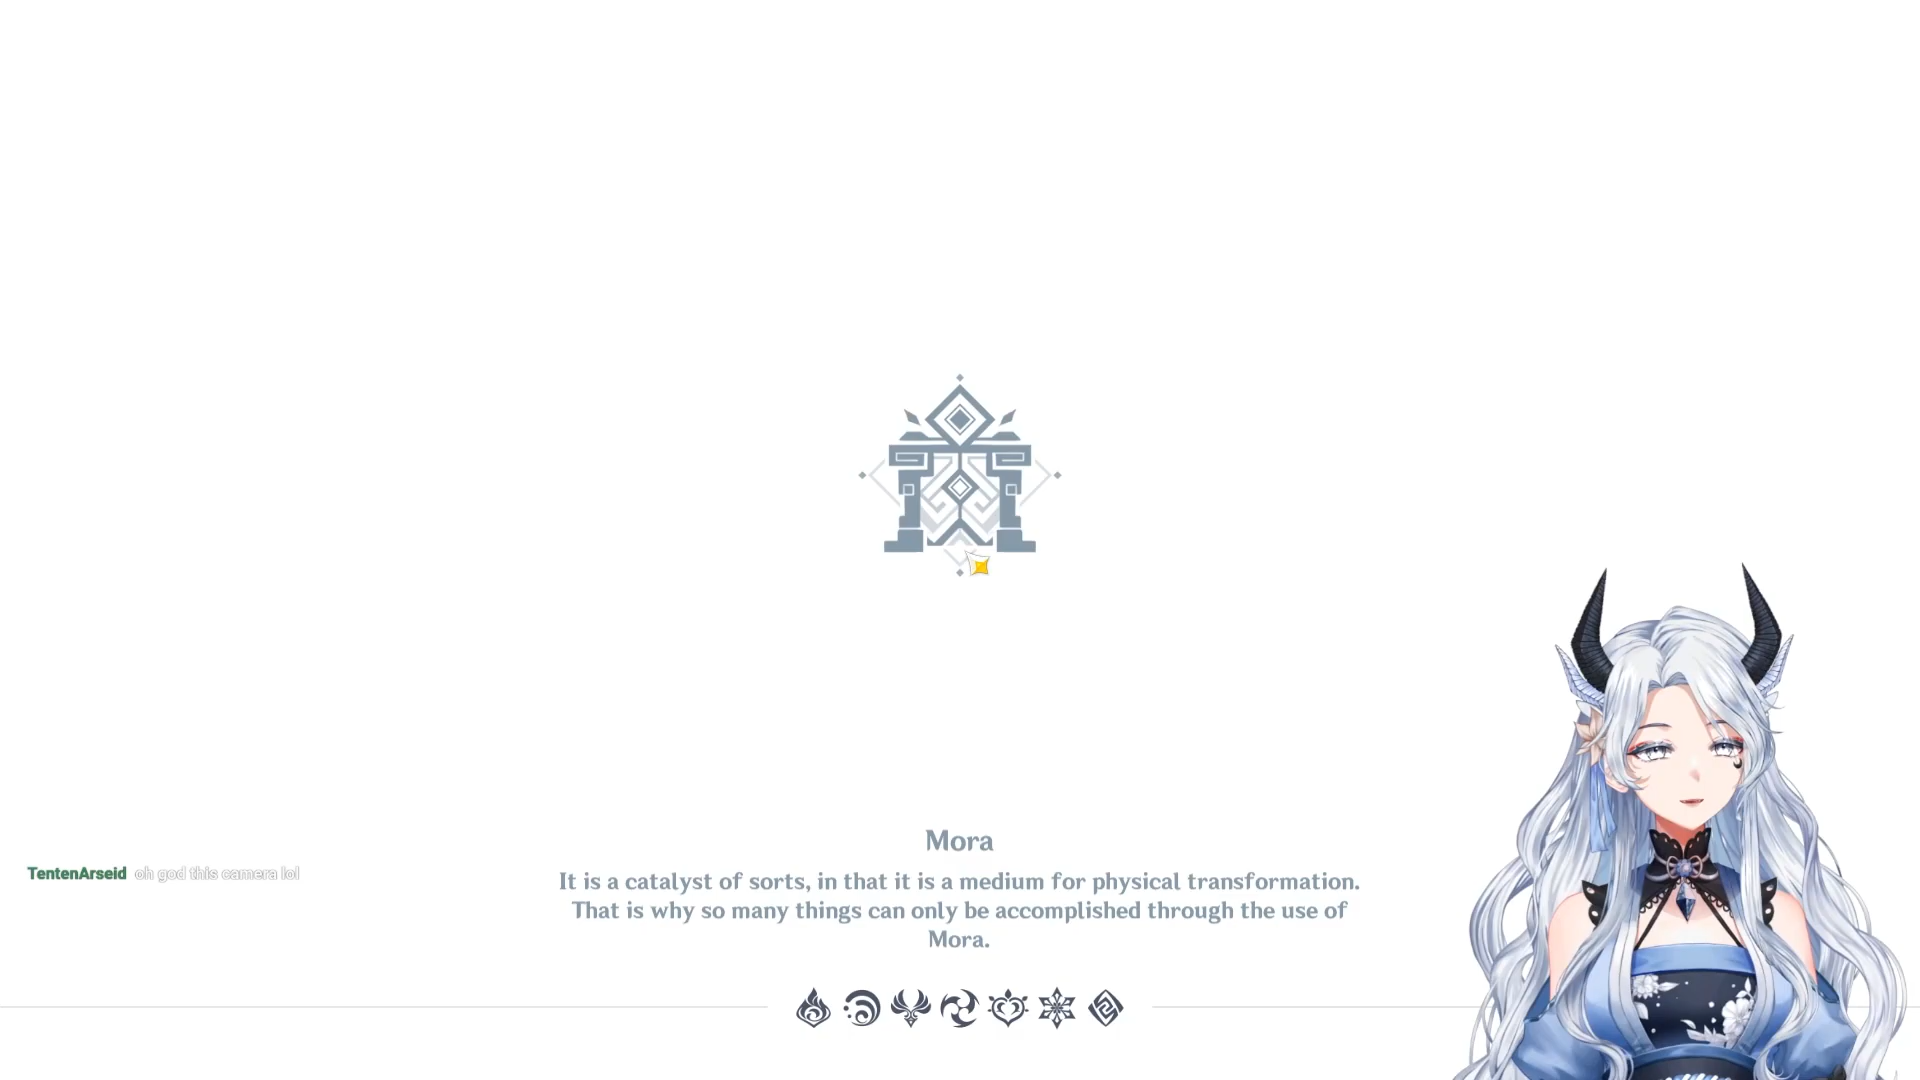 Mora
TentenArseid oh god this camera lol
It is a catalyst of sorts, in that it is a medium for physical transformation.
That is why so many things can only be accomplished through the use of
Mora.